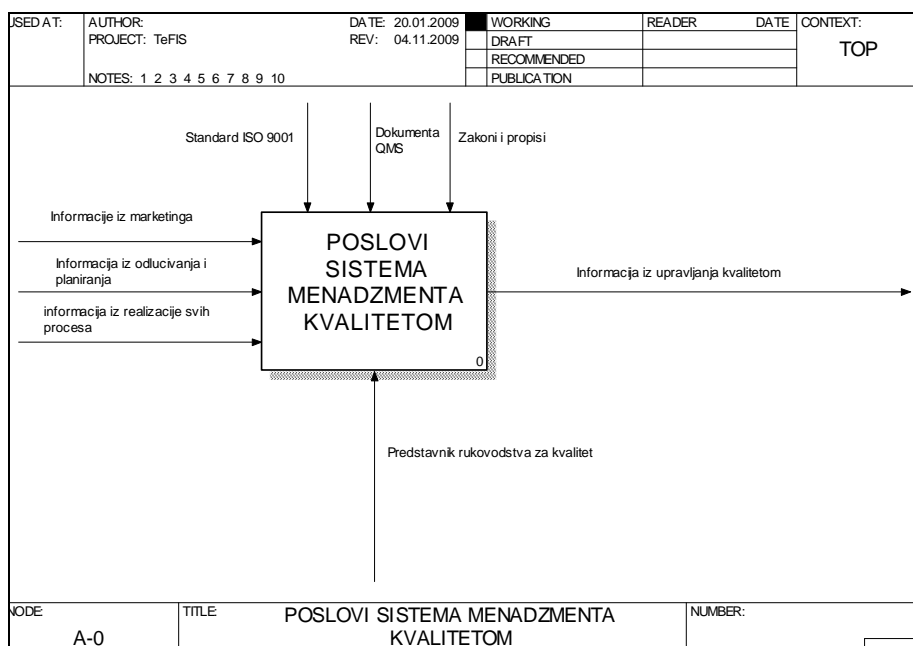 USED AT:
AUTHOR:
DATE: 20.01.2009
PROJECT: TeFIS
REV: 04.11.2009
NOTES: 1 2 3 4 5 6 7 8 9 10
WORKING
DRAFT
RECOMMENDED
PUBLICATION
READER
DATE
CONTEXT:
TOP
Standard ISO 9001
Dokumenta
QMS
Zakoni i propisi
Informacije iz marketinga
Informacija iz odlucivanja i
planiranja
informacija iz realizacije svih
procesa
POSLOVI
SISTEMA
MENADZMENTA
KVALITETOM
0
Informacija iz upravljanja kvalitetom
Predstavnik rukovodstva za kvalitet
NODE:
A-0
TITLE:
POSLOVI SISTEMA MENADZMENTA
KVALITETOM
NUMBER: